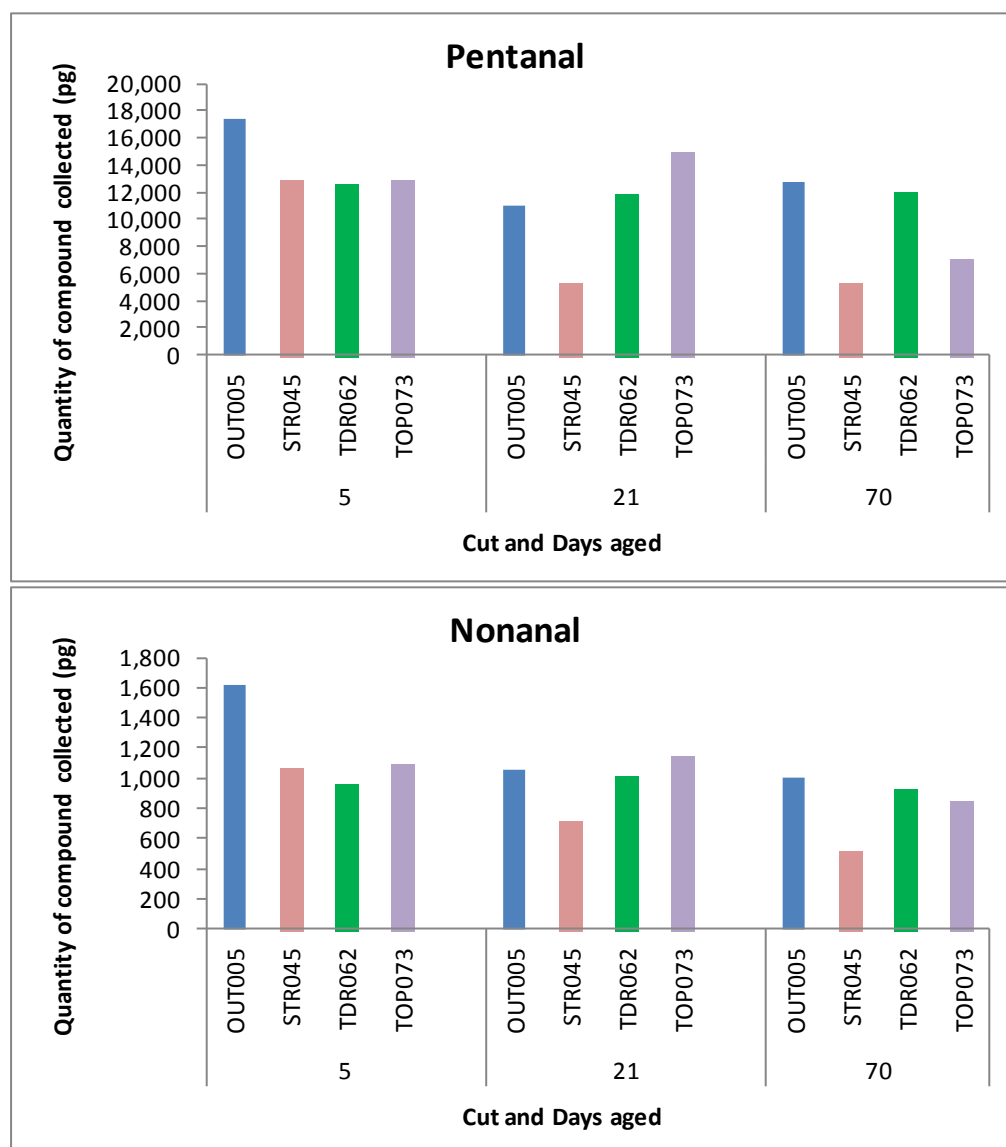 Pentanal
Quantity of compound collected (pg)
20,000
18,000
16,000
14,000
12,000
10,000
8,000
6,000
4,000
2,000
0
OUT005
STR045
TDR062
TOP073
OUT005
STR045
TDR062
TOP073
OUT005
STR045
TDR062
TOP073
5 21 70
Cut and Days aged
Nonanal
Quantity of compound collected (pg)
1,800
1,600
1,400
1,200
1,000
800
600
400
200
0
OUT005
STR045
TDR062
TOP073
OUT005
STR045
TDR062
TOP073
OUT005
STR045
TDR062
TOP073
5 21 70
Cut and Days aged